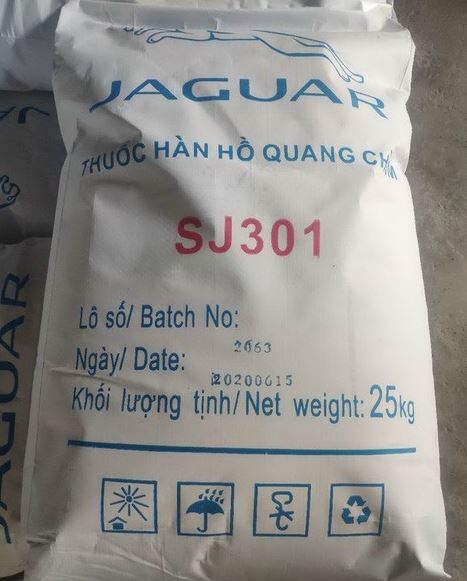 JAGUAR
THUỐC HÀN HỒ QUANG CHÌM
SJ301
Lô số/ Batch No:
2063
Ngày/ Date:
20200615
Khối lượng tịnh/ Net weight: 25kg
JAGUAR